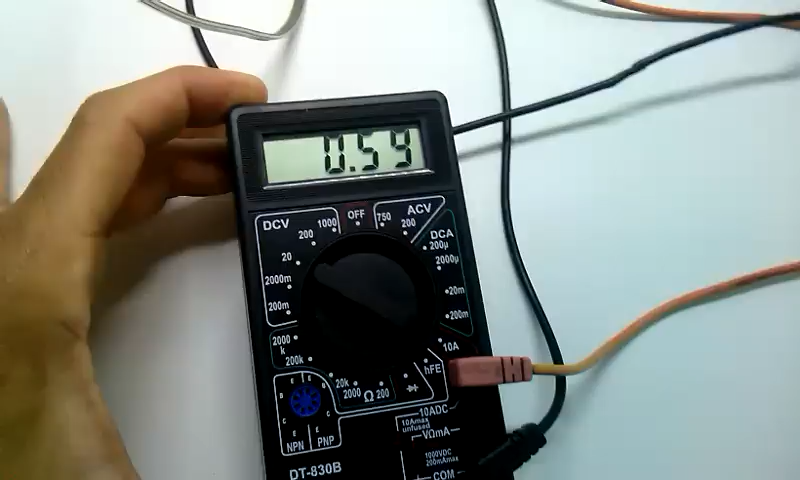 0.59
DCV
1000
OFF
750
ACV
200
200
DCA
200µ
20
2000µ
2000m
20m
200m
200m
2000
k
10A
200k
hFE
20k
2000
Ω
200
E
E
B
B
C
C
E
E
NPN
PNP
10ADC
10Amax
unfused
VΩmA
1000VDC
200mAmax
COM
DT-830B